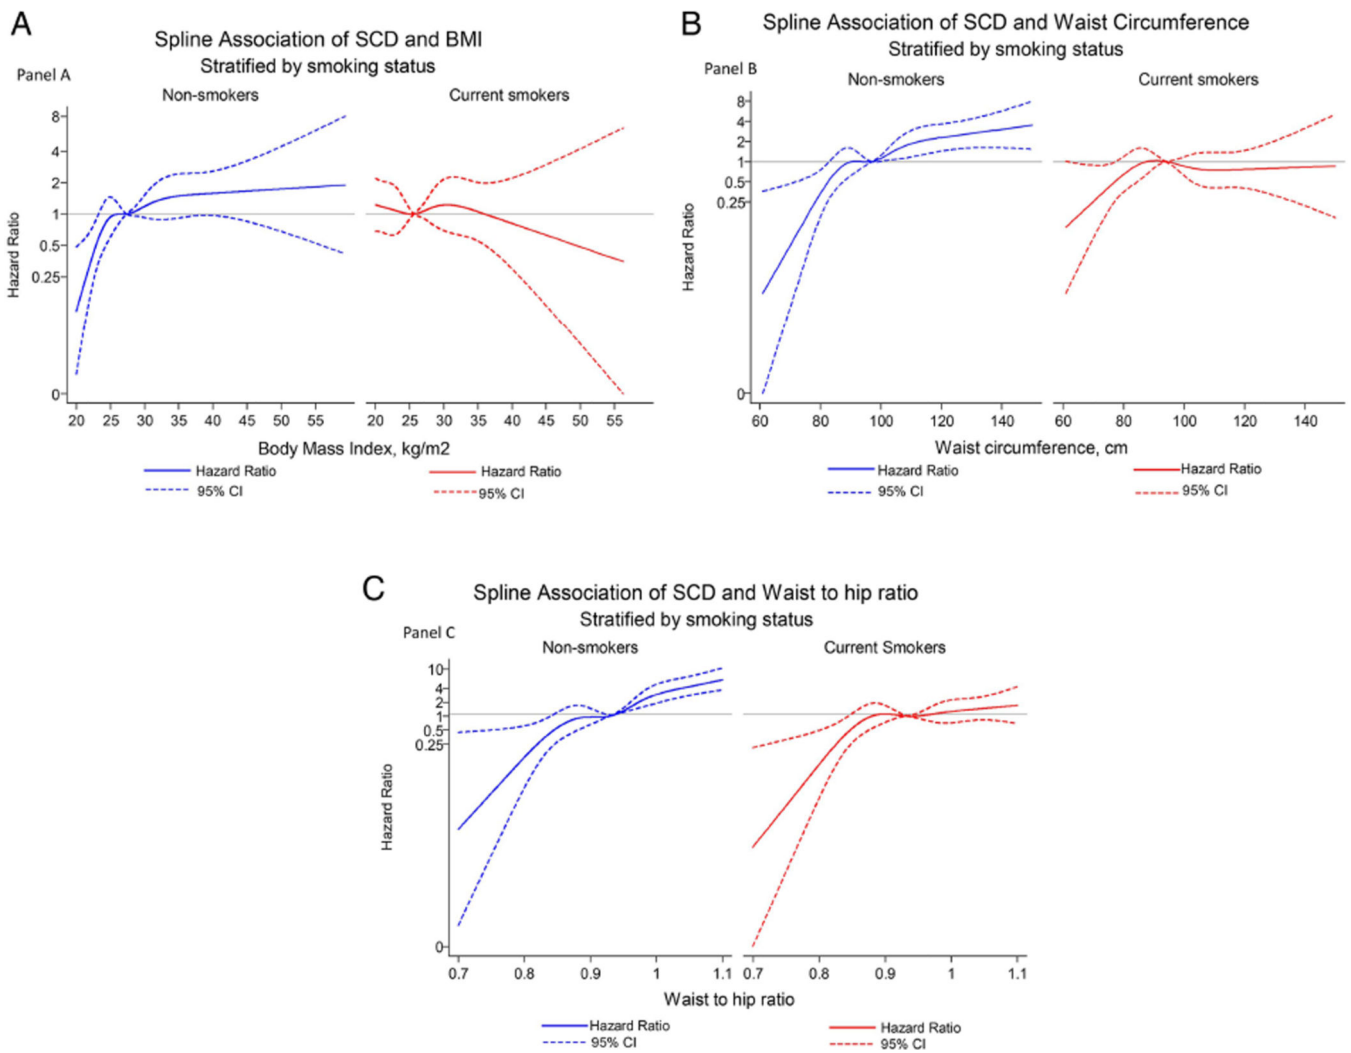 A
Spline Association of SCD and BMI
Stratified by smoking status
Panel A
Non-smokers
Current smokers
8
4
2
1
0.5
0.25
0
Hazard Ratio
20 25 30 35 40 45 50 55
20 25 30 35 40 45 50 55
Body Mass Index, kg/m2
Hazard Ratio
95% CI
Hazard Ratio
95% CI
B
Spline Association of SCD and Waist Circumference
Stratified by smoking status
Panel B
Non-smokers
Current smokers
8
4
2
1
0.5
0.25
0
Hazard Ratio
60 80 100 120 140
60 80 100 120 140
Waist circumference, cm
Hazard Ratio
95% CI
Hazard Ratio
95% CI
C
Spline Association of SCD and Waist to hip ratio
Stratified by smoking status
Panel C
Non-smokers
Current Smokers
10
4
2
1
0.5
0.25
0
Hazard Ratio
0.7 0.8 0.9 1 1.1
0.7 0.8 0.9 1 1.1
Waist to hip ratio
Hazard Ratio
95% CI
Hazard Ratio
95% CI